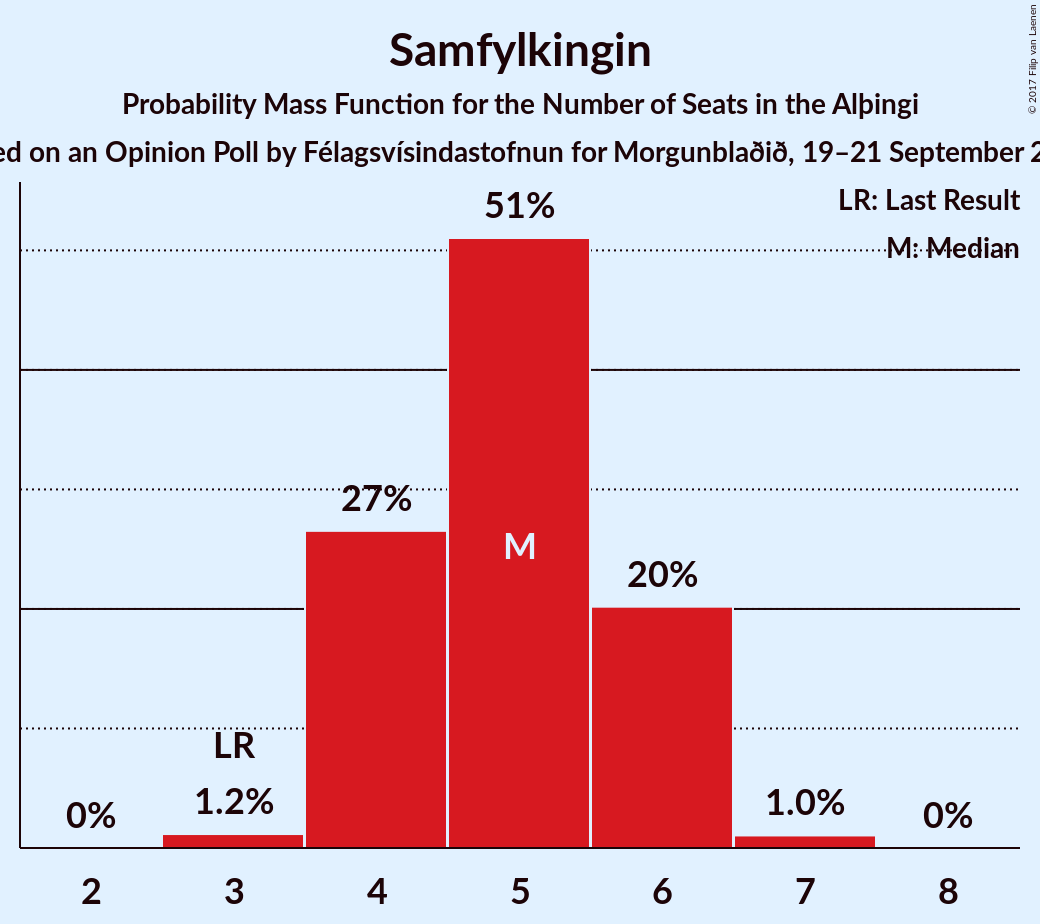 Samfylkingin
Probability Mass Function for the Number of Seats in the Alþingi
on an Opinion Poll by Félagsvísindastofnun for Morgunblaðið, 19–21 September
© 2017 Filip van Laenen
LR: Last Result
M: Median
51%
27%
M
20%
LR
0%
1.2%
1.0%
0%
2 3 4 5 6 7 8